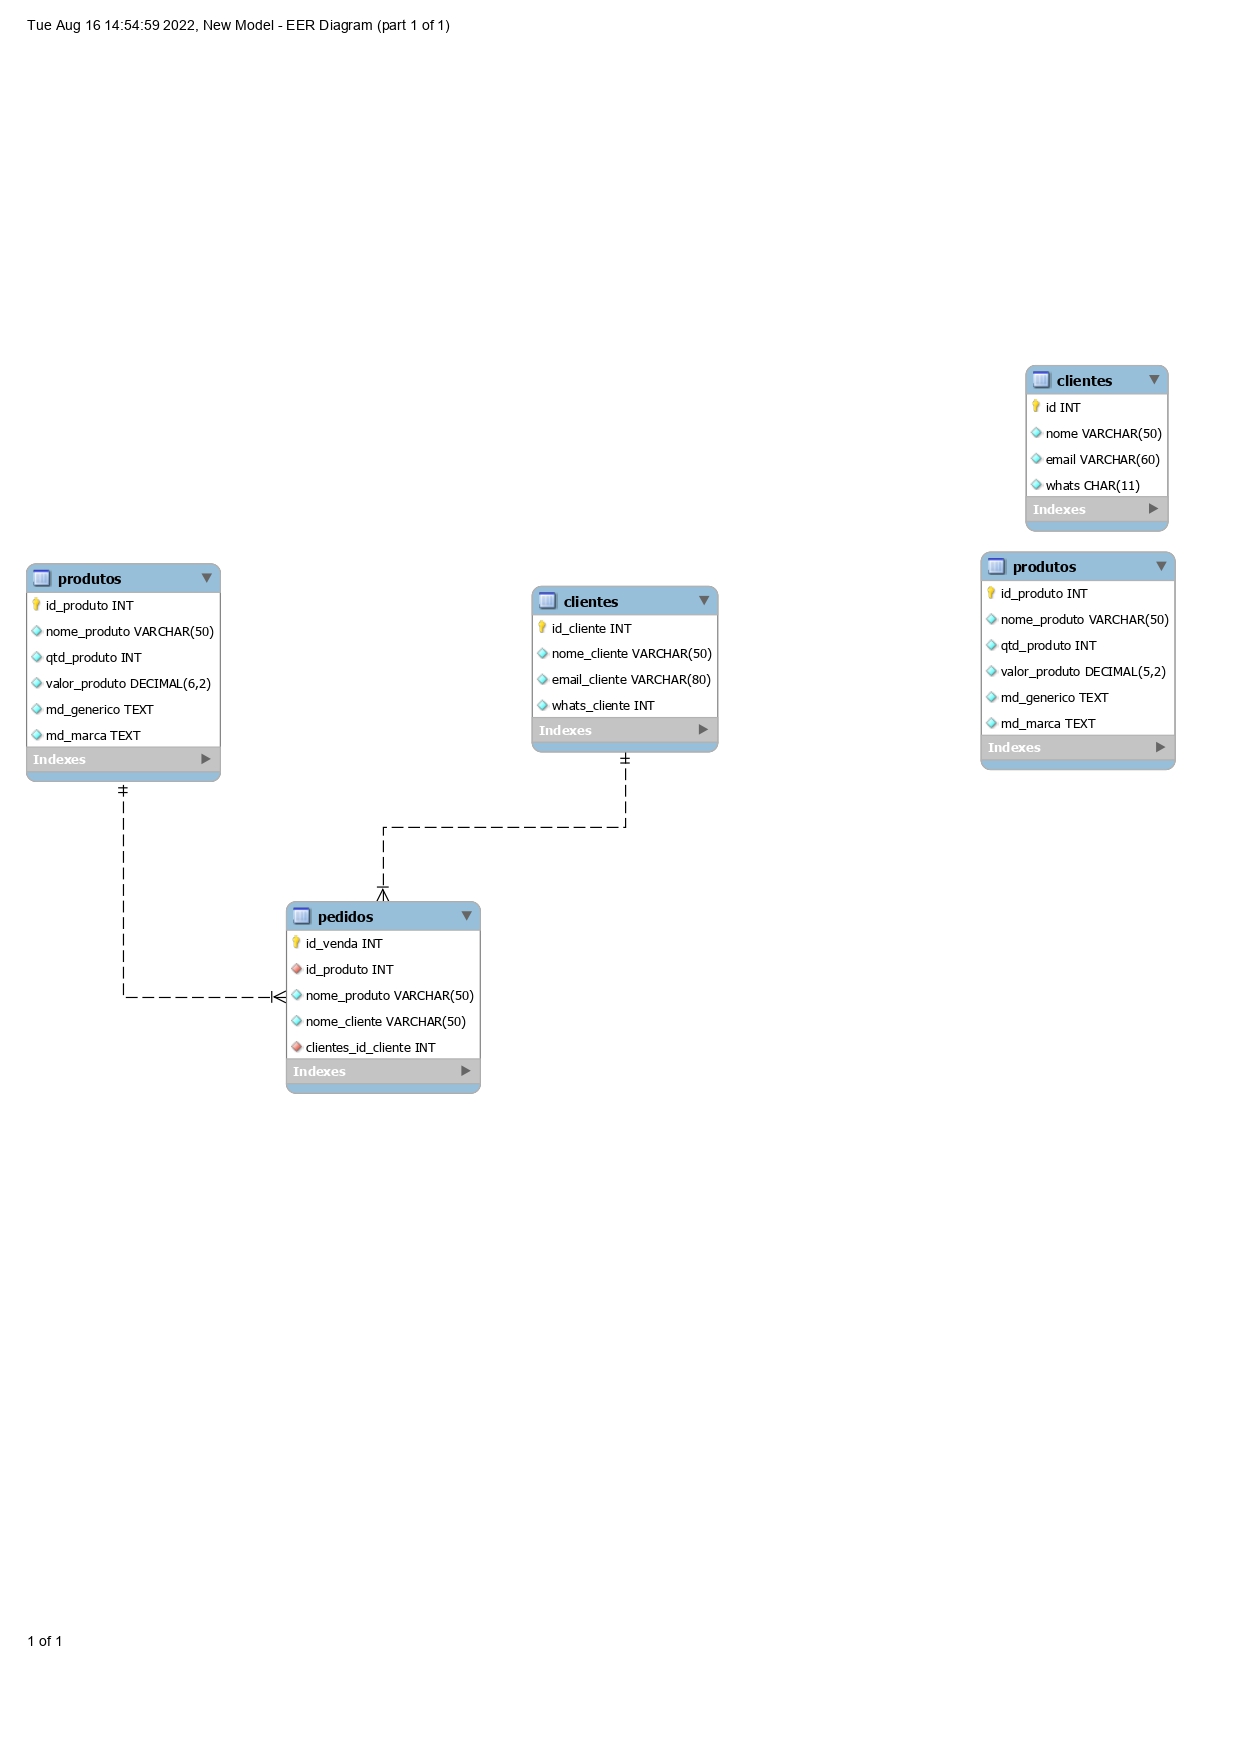 Tue Aug 16 14:54:59 2022, New Model - EER Diagram (part 1 of 1)
clientes
id INT
nome VARCHAR(50)
email VARCHAR(60)
whats CHAR(11)
Indexes
produtos
id_produto INT
nome_produto VARCHAR(50)
qtd_produto INT
valor_produto DECIMAL(6,2)
md_generico TEXT
md_marca TEXT
Indexes
clientes
id_cliente INT
nome_cliente VARCHAR(50)
email_cliente VARCHAR(80)
whats_cliente INT
Indexes
produtos
id_produto INT
nome_produto VARCHAR(50)
qtd_produto INT
valor_produto DECIMAL(5,2)
md_generico TEXT
md_marca TEXT
Indexes
pedidos
id_venda INT
id_produto INT
nome_produto VARCHAR(50)
nome_cliente VARCHAR(50)
clientes_id_cliente INT
Indexes
1 of 1